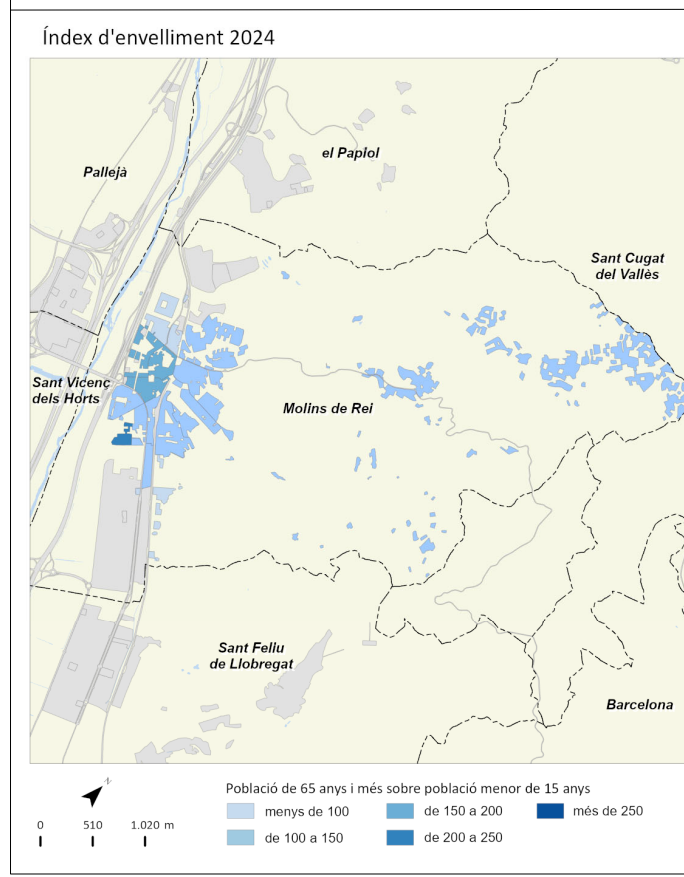 Índex d'envelliment 2024
el Papiol
Pallejà
Sant Cugat
del Vallès
Sant Vicenç
dels Horts
Molins de Rei
Sant Feliu
de Llobregat
Barcelona
N
Població de 65 anys i més sobre població menor de 15 anys
menys de 100
de 150 a 200
més de 250
0 510 1.020 m
de 100 a 150
de 200 a 250